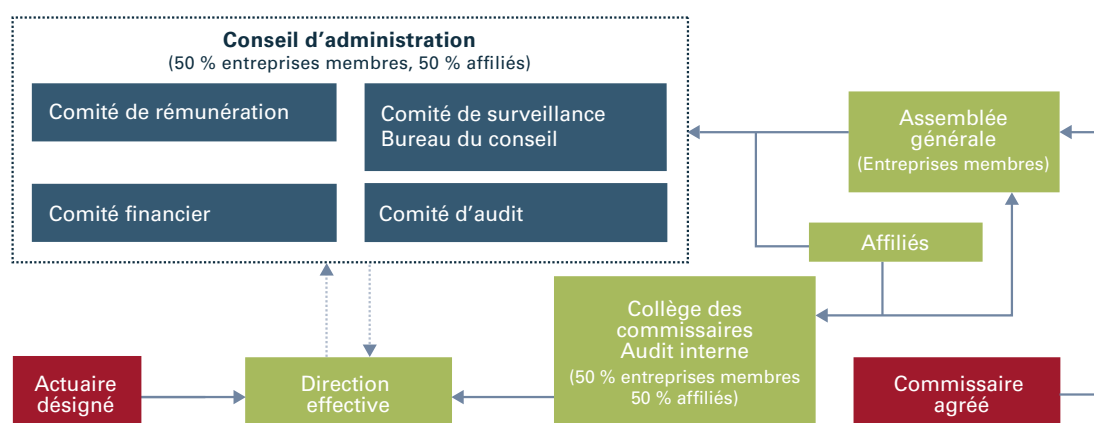 Conseil d’administration
(50 % entreprises membres, 50 % affiliés)
Comité de rémunération
Comité de surveillance
Bureau du conseil
Comité financier
Comité d’audit
Assemblée
générale
(Entreprises membres)
Affiliés
Collège des
commissaires
Audit interne
(50 % entreprises membres
50 % affiliés)
Actuaire
désigné
Direction
effective
Commissaire
agréé